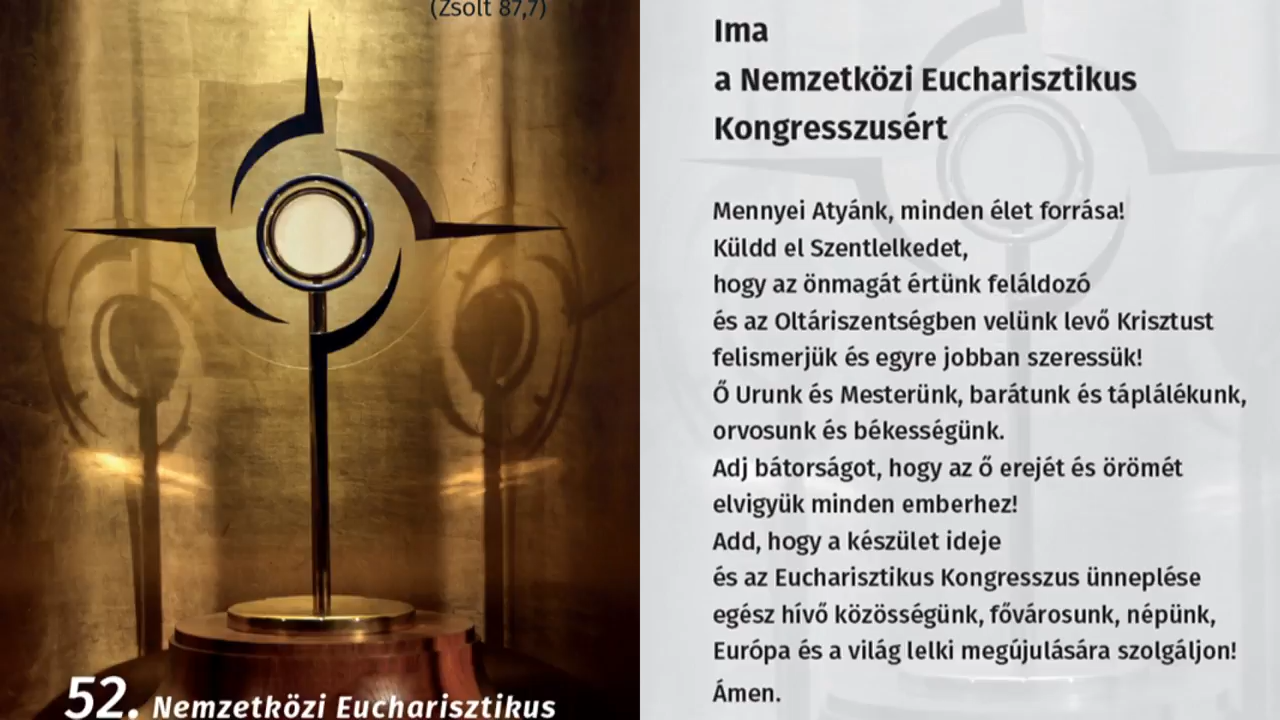 (Zsolt 87,7)
52. Nemzetközi Eucharisztikus
Ima
a Nemzetközi Eucharisztikus
Kongresszusért
Mennyei Atyánk, minden élet forrása!
Küldd el Szentlelkedet,
hogy az önmagát értünk feláldozó
és az Oltáriszentségben velünk levő Krisztust
felismerjük és egyre jobban szeressük!
Ő Urunk és Mesterünk, barátunk és táplálékunk,
orvosunk és békességünk.
Adj bátorságot, hogy az ő erejét és örömét
elvigyük minden emberhez!
Add, hogy a készület ideje
és az Eucharisztikus Kongresszus ünneplése
egész hívő közösségünk, fővárosunk, népünk,
Európa és a világ lelki megújulására szolgáljon!
Ámen.